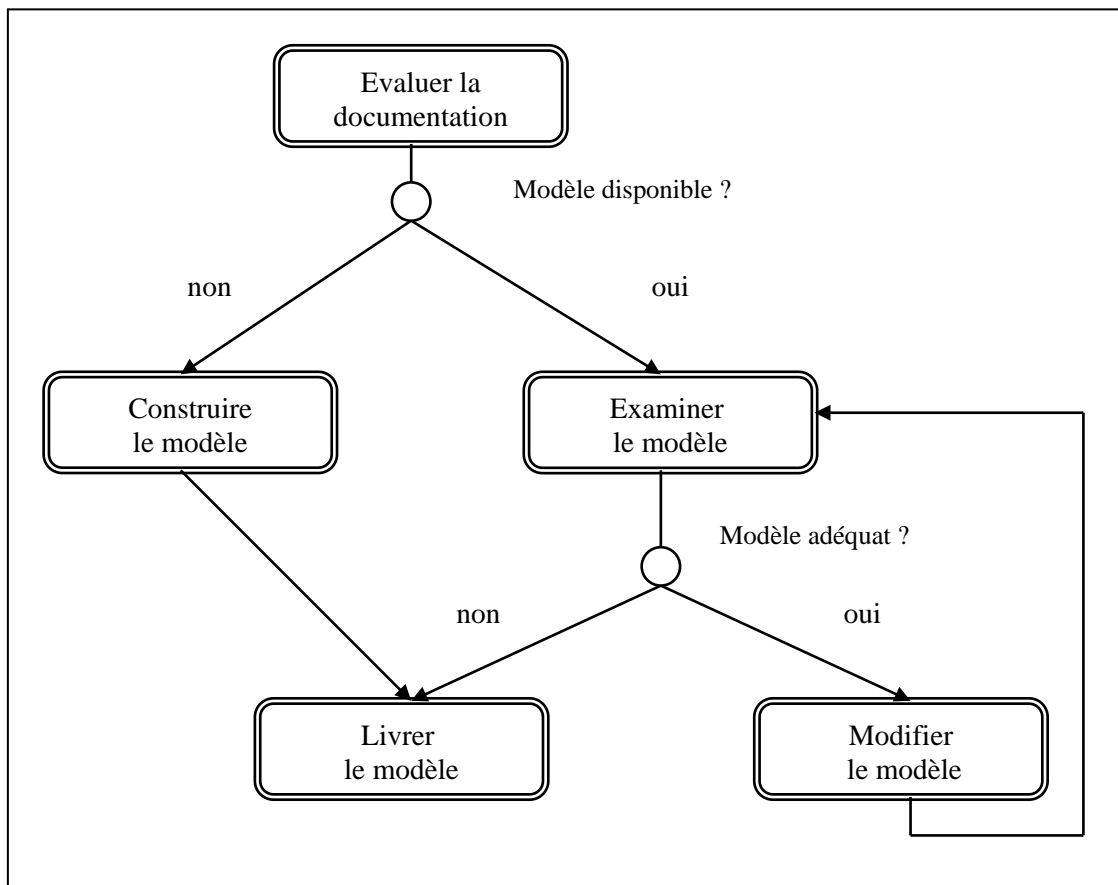 Evaluer la
documentation
Modèle disponible ?
non
oui
Construire
le modèle
Examiner
le modèle
Modèle adéquat ?
non
oui
Livrer
le modèle
Modifier
le modèle